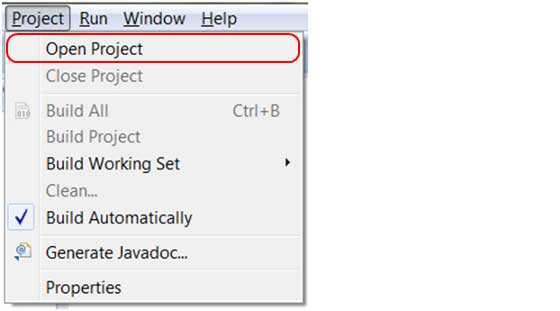 Project Run Window Help
Open Project
Close Project
Build All Ctrl+B
Build Project
Build Working Set
Clean...
Build Automatically
Generate Javadoc...
Properties